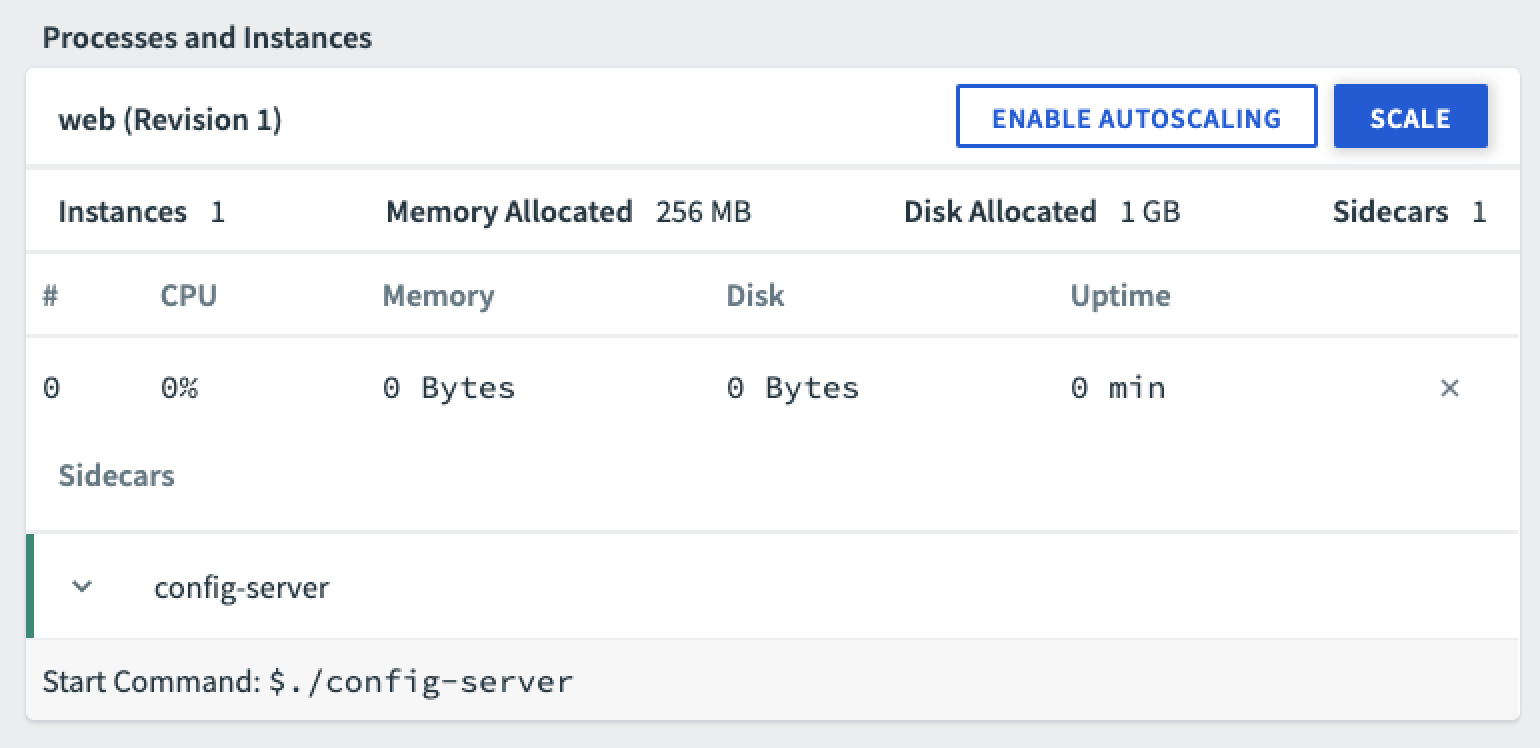 Processes and Instances
web (Revision 1) ENABLE AUTOSCALING SCALE
Instances 1 Memory Allocated 256 MB Disk Allocated 1 GB Sidecars 1
# CPU Memory Disk Uptime
0 0% 0 Bytes 0 Bytes 0 min ×
Sidecars
config-server
Start Command: $./config-server